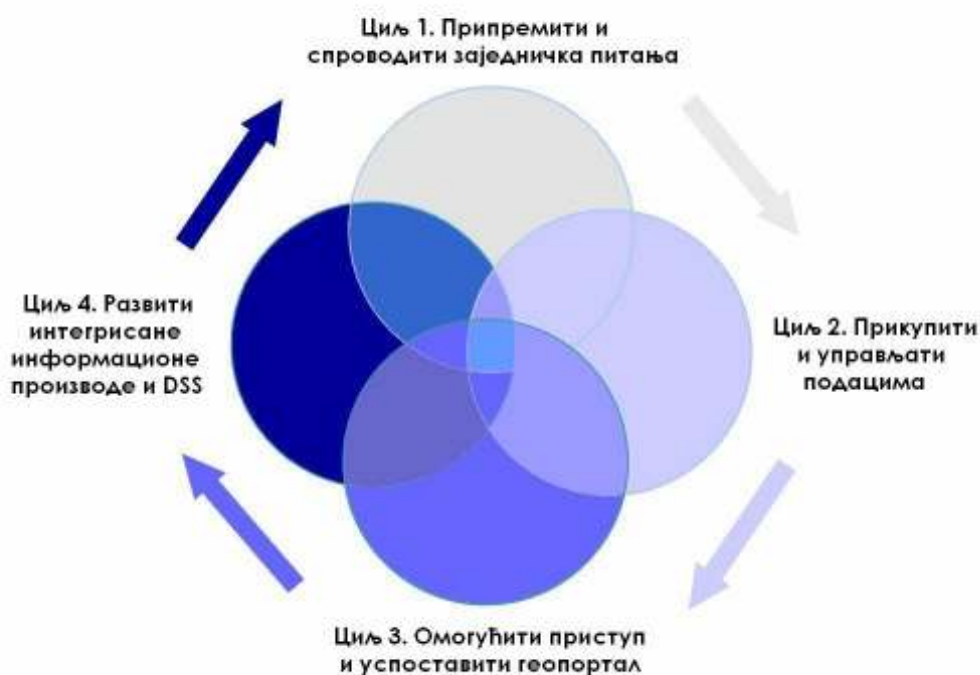 Циљ 1. Припремити и
спроводити заједничка питања
Циљ 2. Прикупити
и управљати
подацима
Циљ 3. Омогућити приступ
и успоставити геопортал
Циљ 4. Развити
интегрисане
информационе
производе и DSS